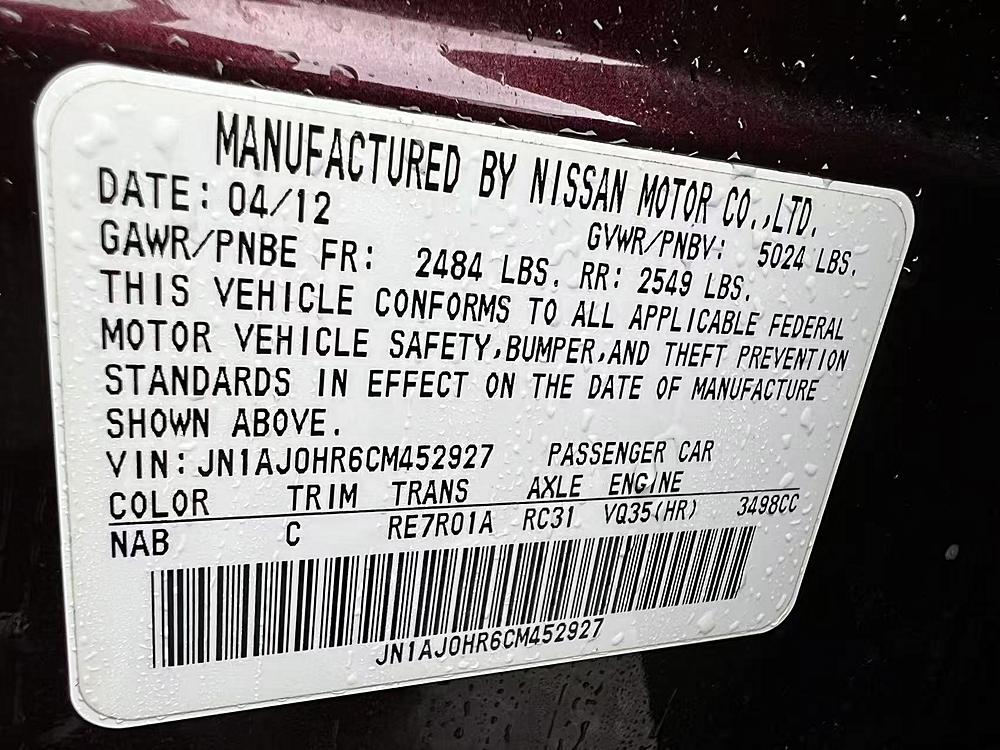 MANUFACTURED BY NISSAN MOTOR CO.,LTD.
DATE: 04/12 GVWR/PNBV: 5024 LBS.
GAWR/PNBE FR: 2484 LBS. RR: 2549 LBS.
THIS VEHICLE CONFORMS TO ALL APPLICABLE FEDERAL
MOTOR VEHICLE SAFETY,BUMPER,AND THEFT PREVENTION
STANDARDS IN EFFECT ON THE DATE OF MANUFACTURE
SHOWN ABOVE.
VIN: JN1AJ0HR6CM452927 PASSENGER CAR
COLOR TRIM TRANS AXLE ENGINE
NAB C RE7R01A RC31 VQ35(HR) 3498CC
JN1AJ0HR6CM452927